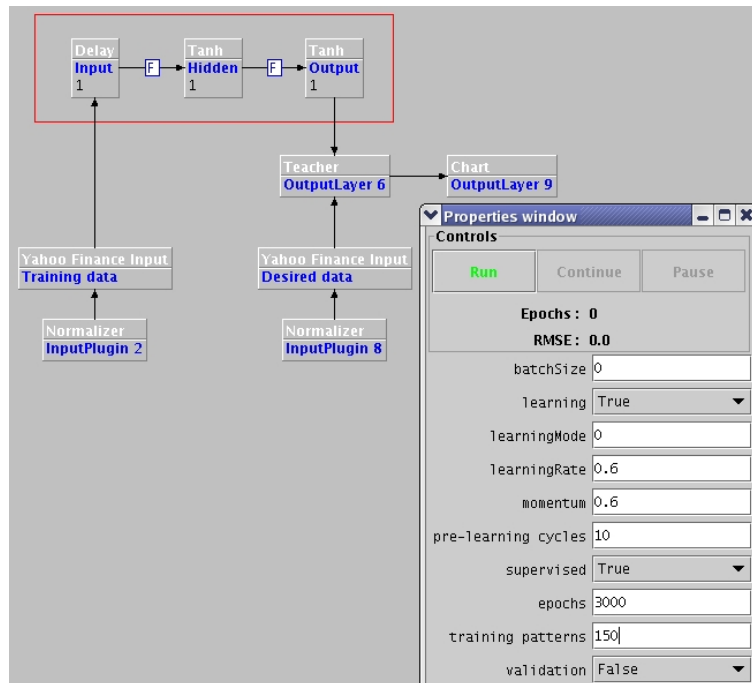 Delay
Input
1
F
Tanh
Hidden
1
F
Tanh
Output
1
Teacher
OutputLayer 6
Chart
OutputLayer 9
Yahoo Finance Input
Training data
Yahoo Finance Input
Desired data
Normalizer
InputPlugin 2
Normalizer
InputPlugin 8
Properties window
Controls
Run
Continue
Pause
Epochs: 0
RMSE: 0.0
batchSize 0
learning True
learningMode 0
learningRate 0.6
momentum 0.6
pre-learning cycles 10
supervised True
epochs 3000
training patterns 150
validation False